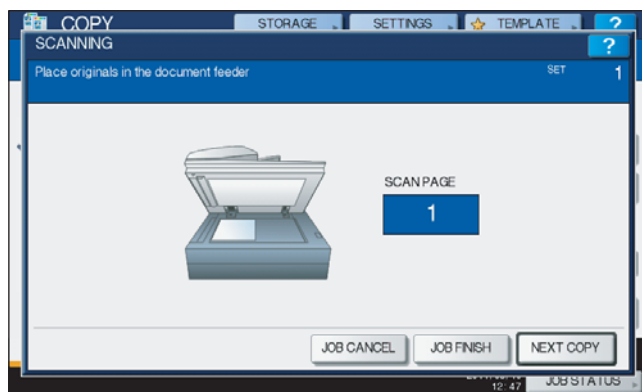 COPY STORAGE SETTINGS TEMPLATE ?
SCANNING ?
Place originals in the document feeder SET 1
SCAN PAGE
1
JOB CANCEL JOB FINISH NEXT COPY
12:47 JOB STATUS